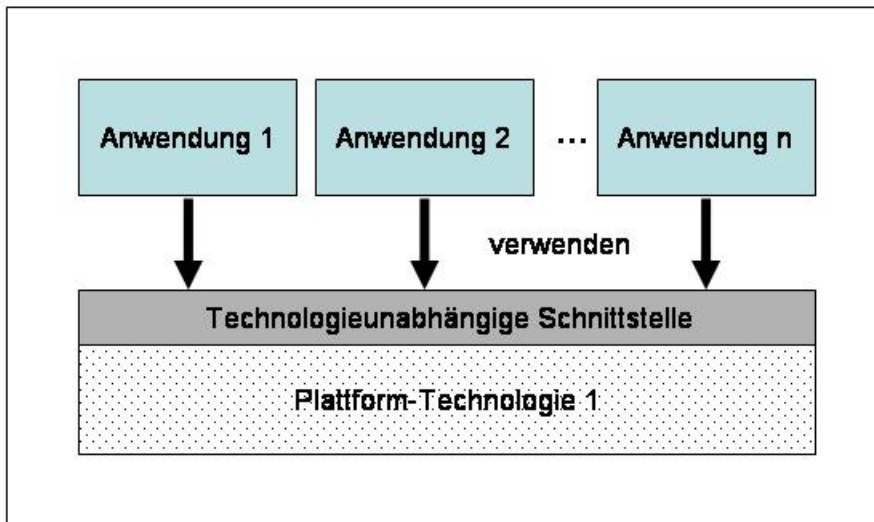 Anwendung 1 Anwendung 2 ... Anwendung n
verwenden
Technologieunabhängige Schnittstelle
Plattform-Technologie 1